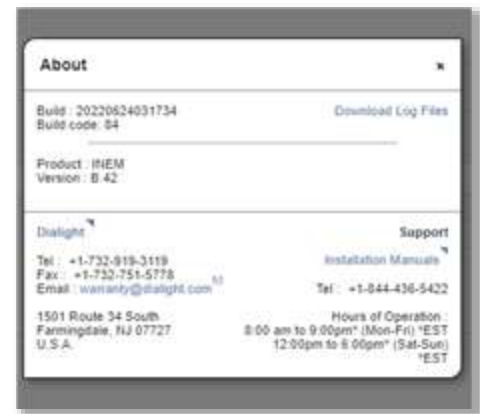 About
×
Build : 20220624031734
Download Log Files
Build code: 84
Product : INEM
Version : B.42
Dialight
Tel : +1-732-919-3119
Fax : +1-732-751-5778
Email : warranty@dialight.com
1501 Route 34 South
Farmingdale, NJ 07727
U.S.A.
Support
Installation Manuals
Tel : +1-844-436-5422
Hours of Operation :
8:00 am to 9:00pm* (Mon-Fri) *EST
12:00pm to 6:00pm* (Sat-Sun)
*EST